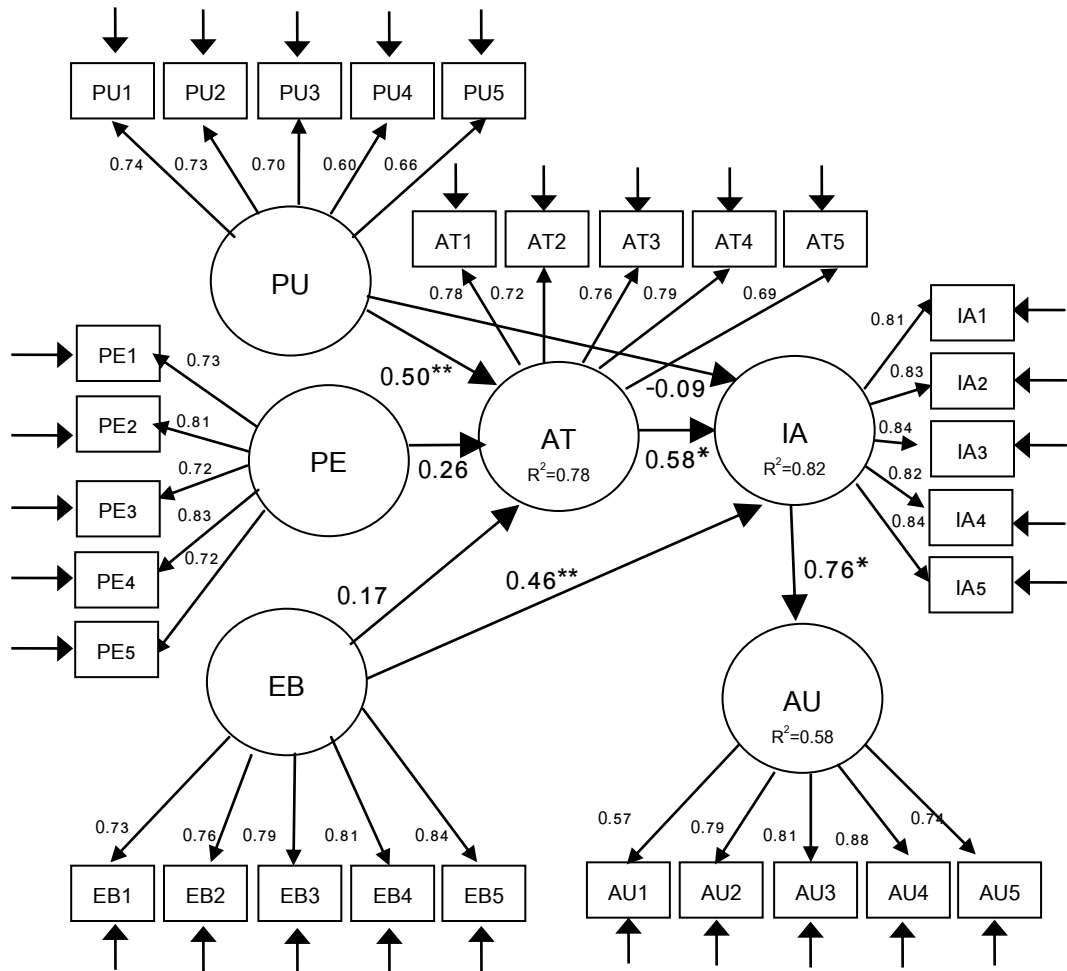 PU1 PU2 PU3 PU4 PU5
0.74 0.73 0.70 0.60 0.66
PU
AT1 AT2 AT3 AT4 AT5
0.78 0.72 0.76 0.79 0.69
PE1
PE2
PE3
PE4
PE5
0.73
0.81
0.72
0.83
0.72
PE
0.50**
0.26
AT
R²=0.78
-0.09
0.58*
IA
R²=0.82
0.81
0.83
0.84
0.82
0.84
IA1
IA2
IA3
IA4
IA5
0.17
0.46**
0.76*
EB
AU
R²=0.58
0.73 0.76 0.79 0.81 0.84
EB1 EB2 EB3 EB4 EB5
0.57 0.79 0.81 0.88 0.74
AU1 AU2 AU3 AU4 AU5